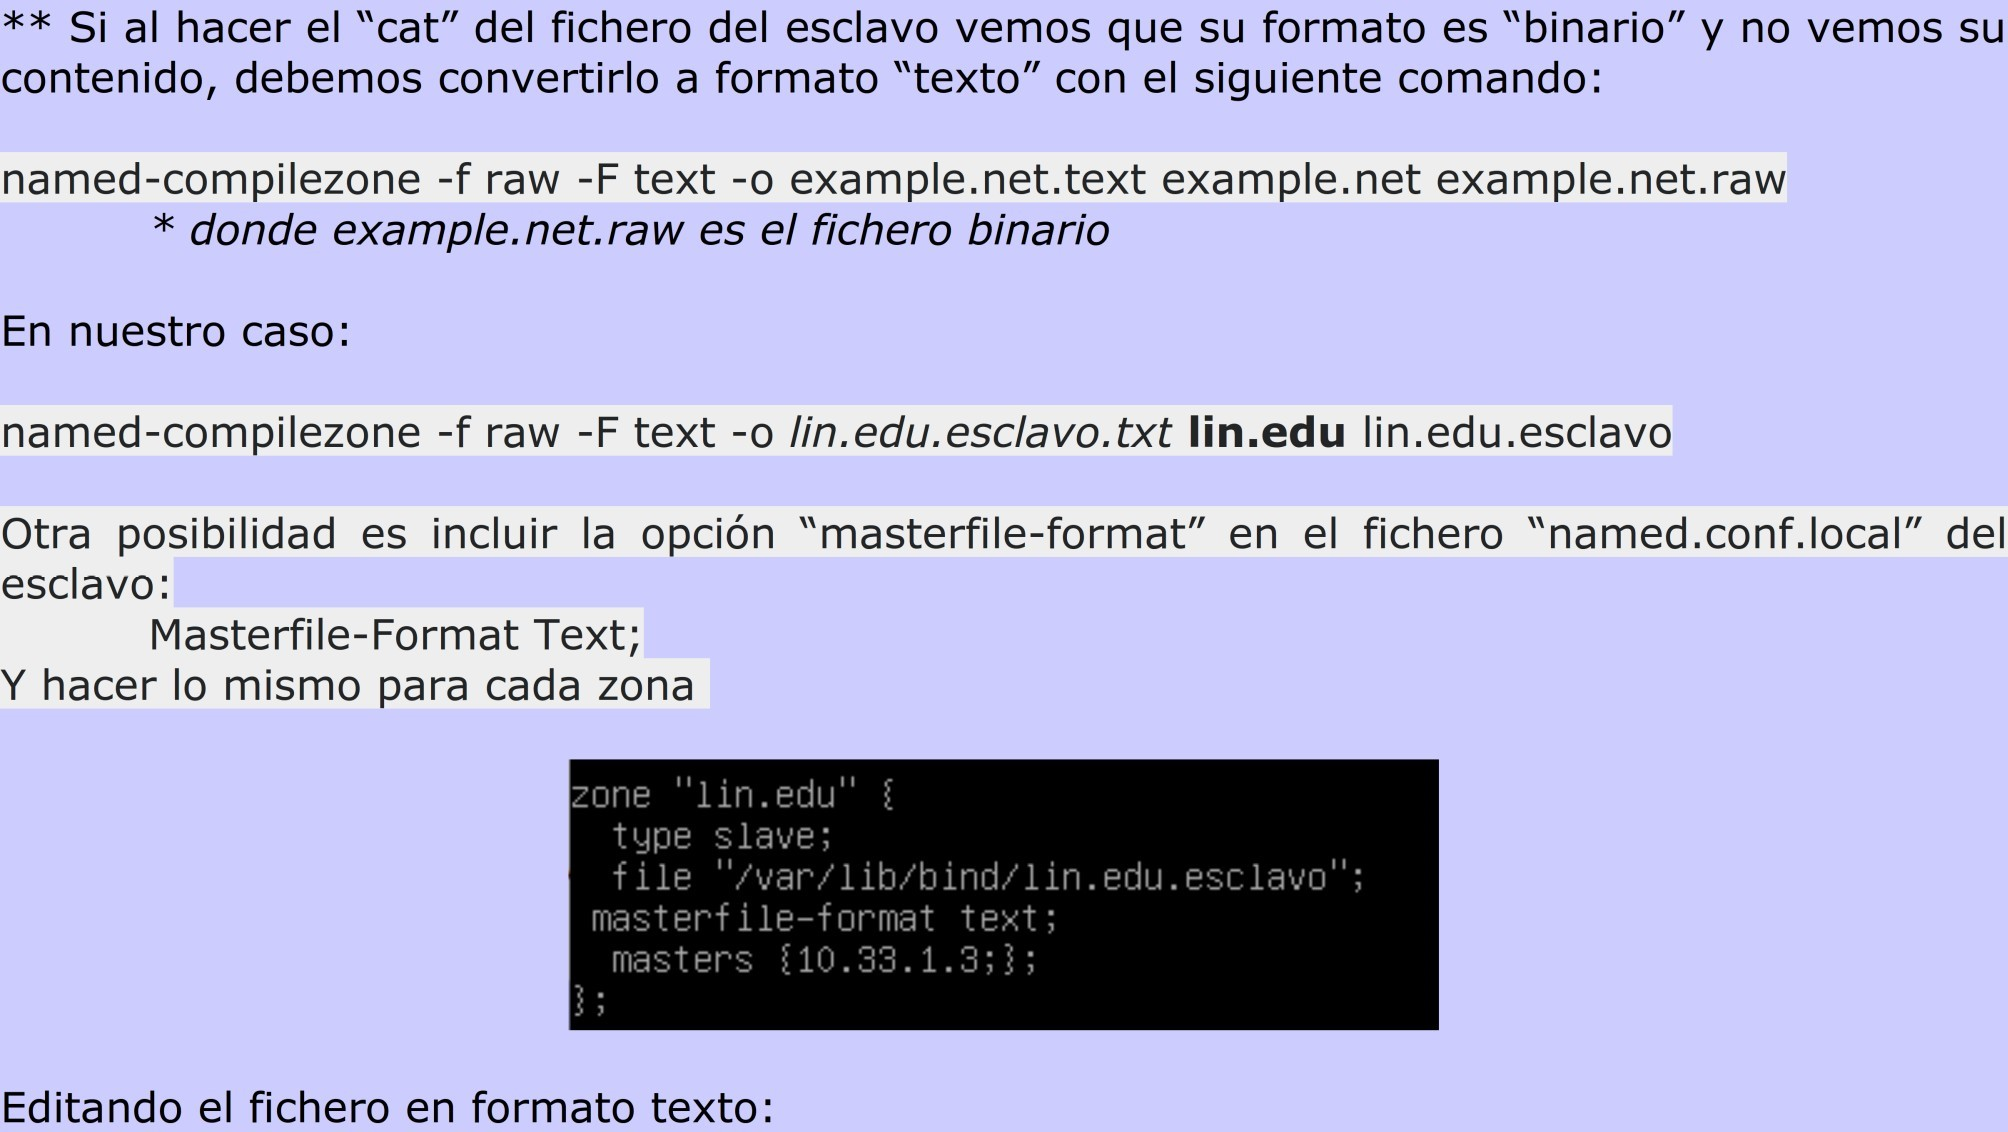 ** Si al hacer el “cat” del fichero del esclavo vemos que su formato es “binario” y no vemos su
contenido, debemos convertirlo a formato “texto” con el siguiente comando:
named-compilezone -f raw -F text -o example.net.text example.net example.net.raw
* donde example.net.raw es el fichero binario
En nuestro caso:
named-compilezone -f raw -F text -o lin.edu.esclavo.txt lin.edu lin.edu.esclavo
Otra posibilidad es incluir la opción “masterfile-format” en el fichero “named.conf.local” del
esclavo:
Masterfile-Format Text;
Y hacer lo mismo para cada zona
zone "lin.edu" {
type slave;
file "/var/lib/bind/lin.edu.esclavo";
masterfile-format text;
masters {10.33.1.3;};
};
Editando el fichero en formato texto: